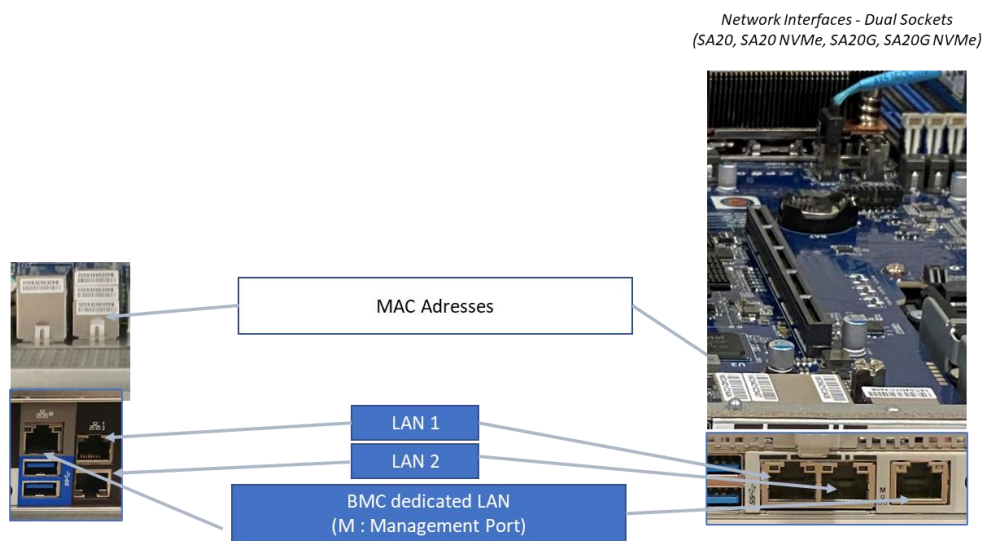 Network Interfaces - Dual Sockets
(SA20, SA20 NVMe, SA20G, SA20G NVMe)
MAC Adresses
LAN 1
LAN 2
BMC dedicated LAN
(M : Management Port)